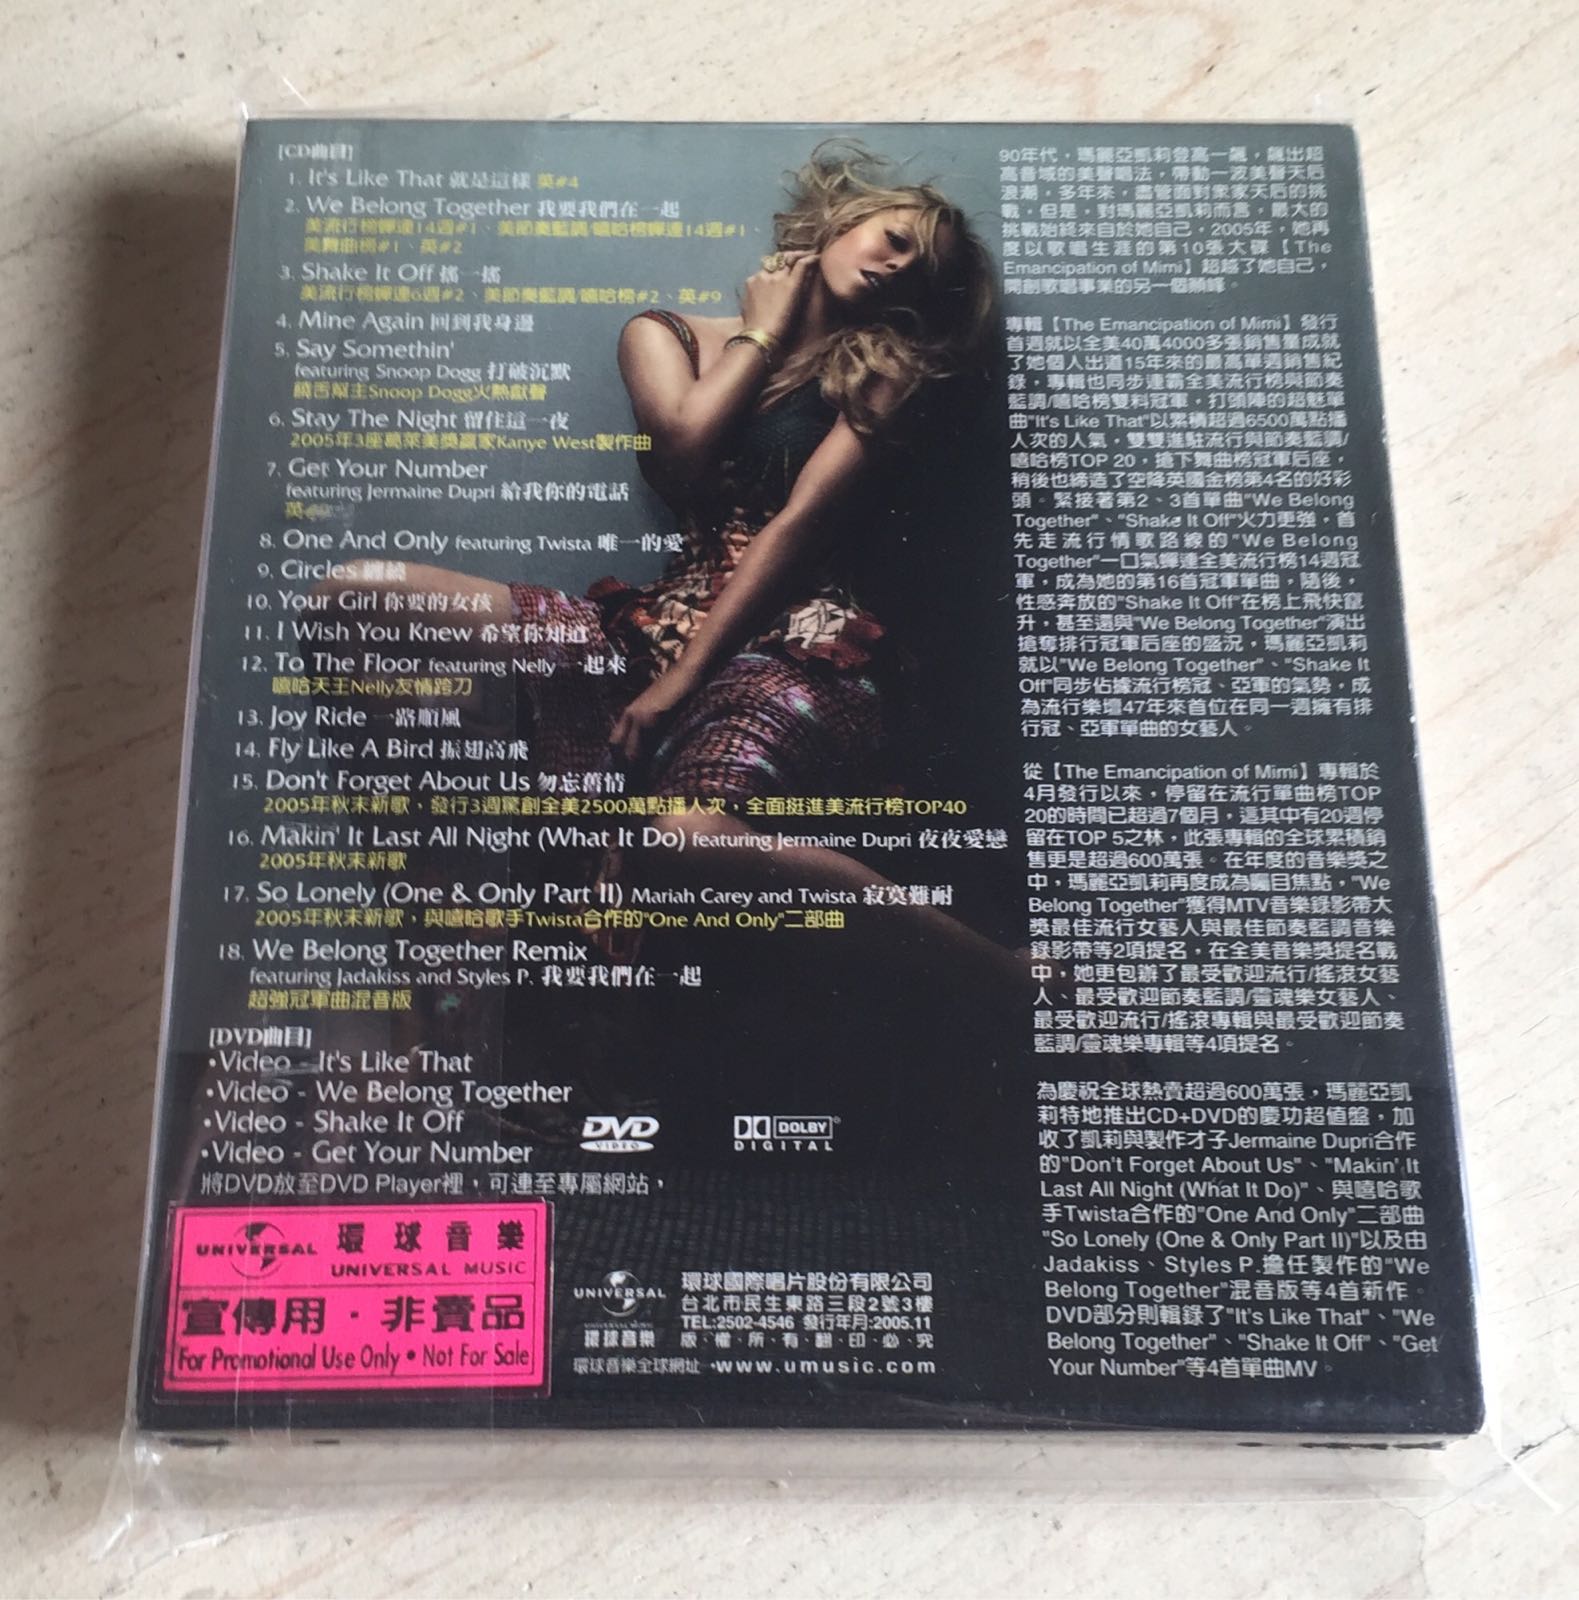 [CD曲目]
1. It's Like That 就是這樣 英#4
2. We Belong Together 我要我們在一起
美流行榜蟬連14週#1、美節奏藍調/嘻哈榜蟬連14週#1、
美舞曲榜#1、英#2
3. Shake It Off 搖一搖
美流行榜蟬連6週#2、美節奏藍調/嘻哈榜#2、英#9
4. Mine Again 回到我身邊
5. Say Somethin'
featuring Snoop Dogg 打破沉默
饒舌幫主Snoop Dogg火熱獻聲
6. Stay The Night 留住這一夜
2005年3座葛萊美獎贏家Kanye West製作曲
7. Get Your Number
featuring Jermaine Dupri 給我你的電話
8. One And Only featuring Twista 唯一的愛
9. Circles 纏繞
10. Your Girl 你要的女孩
11. I Wish You Knew 希望你知道
12. To The Floor featuring Nelly 一起來
嘻哈天王Nelly友情跨刀
13. Joy Ride 一路順風
14. Fly Like A Bird 振翅高飛
15. Don't Forget About Us 勿忘舊情
2005年秋末新歌，發行3週驚創全美2500萬點播人次，全面挺進美流行榜TOP40
16. Makin' It Last All Night (What It Do) featuring Jermaine Dupri 夜夜愛戀
2005年秋末新歌
17. So Lonely (One & Only Part II) Mariah Carey and Twista 寂寞難耐
2005年秋末新歌，與嘻哈歌手Twista合作的"One And Only"二部曲
18. We Belong Together Remix
featuring Jadakiss and Styles P. 我要我們在一起
超強冠軍曲混音版
[DVD曲目]
•Video - It's Like That
•Video - We Belong Together
•Video - Shake It Off
•Video - Get Your Number
將DVD放至DVD Player裡，可連至專屬網站，
DVD
VIDEO
DOLBY
DIGITAL
UNIVERSAL 環球音樂
UNIVERSAL MUSIC
宣傳用・非賣品
For Promotional Use Only • Not For Sale
UNIVERSAL
UNIVERSAL MUSIC
環球音樂
環球國際唱片股份有限公司
台北市民生東路三段2號3樓
TEL:2502-4546 發行年月:2005.11
版．權．所．有．翻．印．必．究
環球音樂全球網址 •www.umusic.com
90年代，瑪麗亞凱莉登高一飆，飆出超
高音域的美聲唱法，帶動一波美聲天后
浪潮，多年來，盡管面對眾家天后的挑
戰，但是，對瑪麗亞凱莉而言，最大的
挑戰始終來自於她自己，2005年，她再
度以歌唱生涯的第10張大碟【The
Emancipation of Mimi】超越了她自己，
開創歌唱事業的另一個顛峰。
專輯【The Emancipation of Mimi】發行
首週就以全美40萬4000多張銷售量成就
了她個人出道15年來的最高單週銷售紀
錄，專輯也同步連霸全美流行榜與節奏
藍調/嘻哈榜雙料冠軍，打頭陣的超魅單
曲"It's Like That"以累積超過6500萬點播
人次的人氣，雙雙進駐流行與節奏藍調/
嘻哈榜TOP 20，搶下舞曲榜冠軍后座，
稍後也締造了空降英國金榜第4名的好彩
頭。緊接著第2、3首單曲"We Belong
Together"、"Shake It Off"火力更強，首
先走流行情歌路線的"We Belong
Together"一口氣蟬連全美流行榜14週冠
軍，成為她的第16首冠軍單曲，隨後，
性感奔放的"Shake It Off"在榜上飛快竄
升，甚至還與"We Belong Together"演出
搶奪排行冠軍后座的盛況，瑪麗亞凱莉
就以"We Belong Together"、"Shake It
Off"同步佔據流行榜冠、亞軍的氣勢，成
為流行樂壇47年來首位在同一週擁有排
行冠、亞軍單曲的女藝人。
從【The Emancipation of Mimi】專輯於
4月發行以來，停留在流行單曲榜TOP
20的時間已超過7個月，這其中有20週停
留在TOP 5之林，此張專輯的全球累積銷
售更是超過600萬張。在年度的音樂獎之
中，瑪麗亞凱莉再度成為矚目焦點，"We
Belong Together"獲得MTV音樂錄影帶大
獎最佳流行女藝人與最佳節奏藍調音樂
錄影帶等2項提名，在全美音樂獎提名戰
中，她更包辦了最受歡迎流行/搖滾女藝
人、最受歡迎節奏藍調/靈魂樂女藝人、
最受歡迎流行/搖滾專輯與最受歡迎節奏
藍調/靈魂樂專輯等4項提名。
為慶祝全球熱賣超過600萬張，瑪麗亞凱
莉特地推出CD+DVD的慶功超值盤，加
收了凱莉與製作才子Jermaine Dupri合作
的"Don't Forget About Us"、"Makin' It
Last All Night (What It Do)"、與嘻哈歌
手Twista合作的"One And Only"二部曲
"So Lonely (One & Only Part II)"以及由
Jadakiss、Styles P.擔任製作的"We
Belong Together"混音版等4首新作。
DVD部分則輯錄了"It's Like That"、"We
Belong Together"、"Shake It Off"、"Get
Your Number"等4首單曲MV。